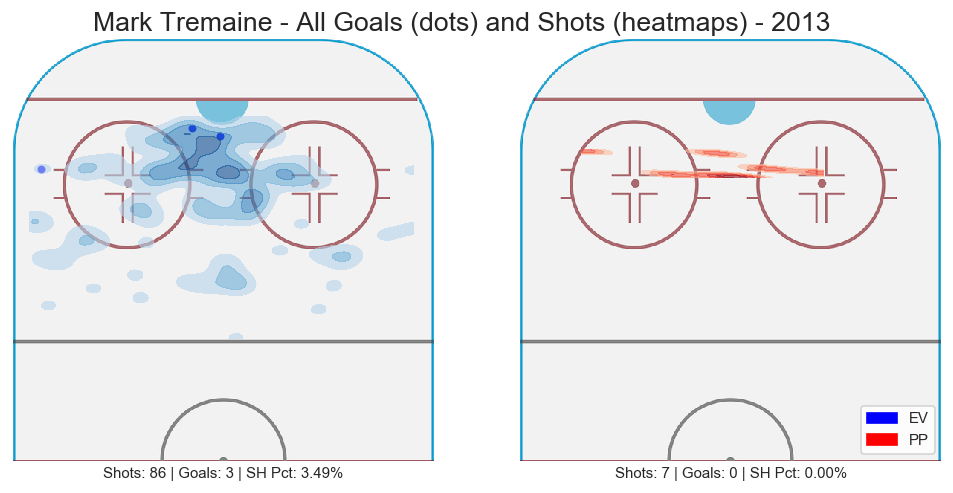 Mark Tremaine - All Goals (dots) and Shots (heatmaps) - 2013
EV
PP
Shots: 86 | Goals: 3 | SH Pct: 3.49%
Shots: 7 | Goals: 0 | SH Pct: 0.00%